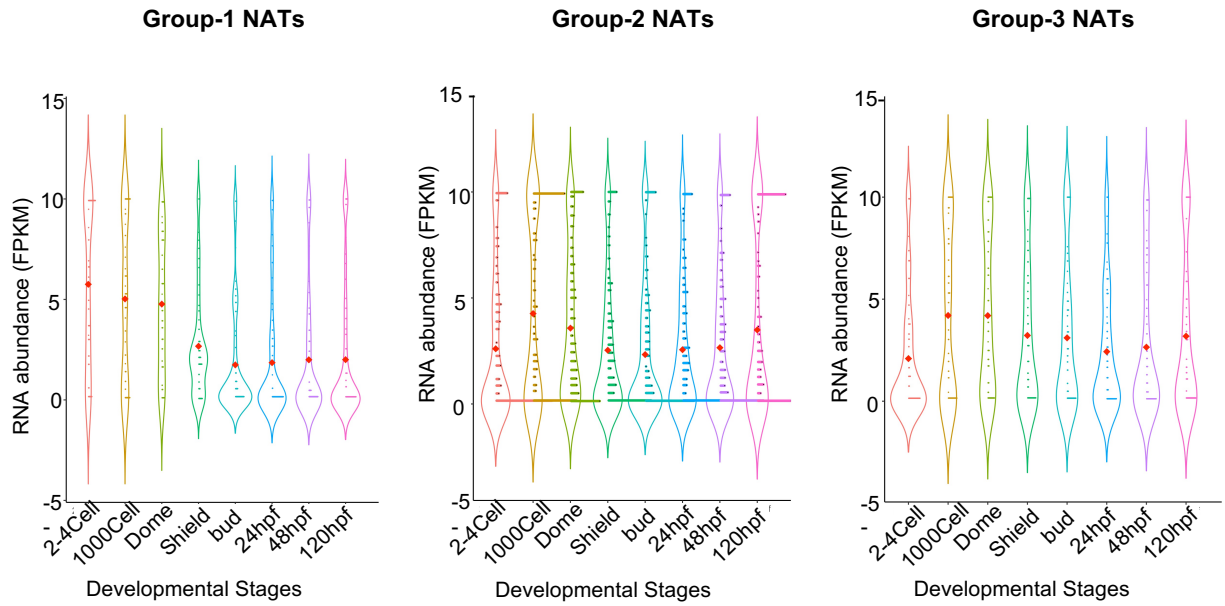 Group-1 NATs
Group-2 NATs
Group-3 NATs
RNA abundance (FPKM)
15
10
5
0
-5
-
2-4Cell
1000Cell
Dome
Shield
bud
24hpf
48hpf
120hpf
Developmental Stages
RNA abundance (FPKM)
15
10
5
0
-5
-
2-4Cell
1000Cell
Dome
Shield
bud
24hpf
48hpf
120hpf
Developmental Stages
RNA abundance (FPKM)
15
10
5
0
-5
-
2-4Cell
1000Cell
Dome
Shield
bud
24hpf
48hpf
120hpf
Developmental Stages